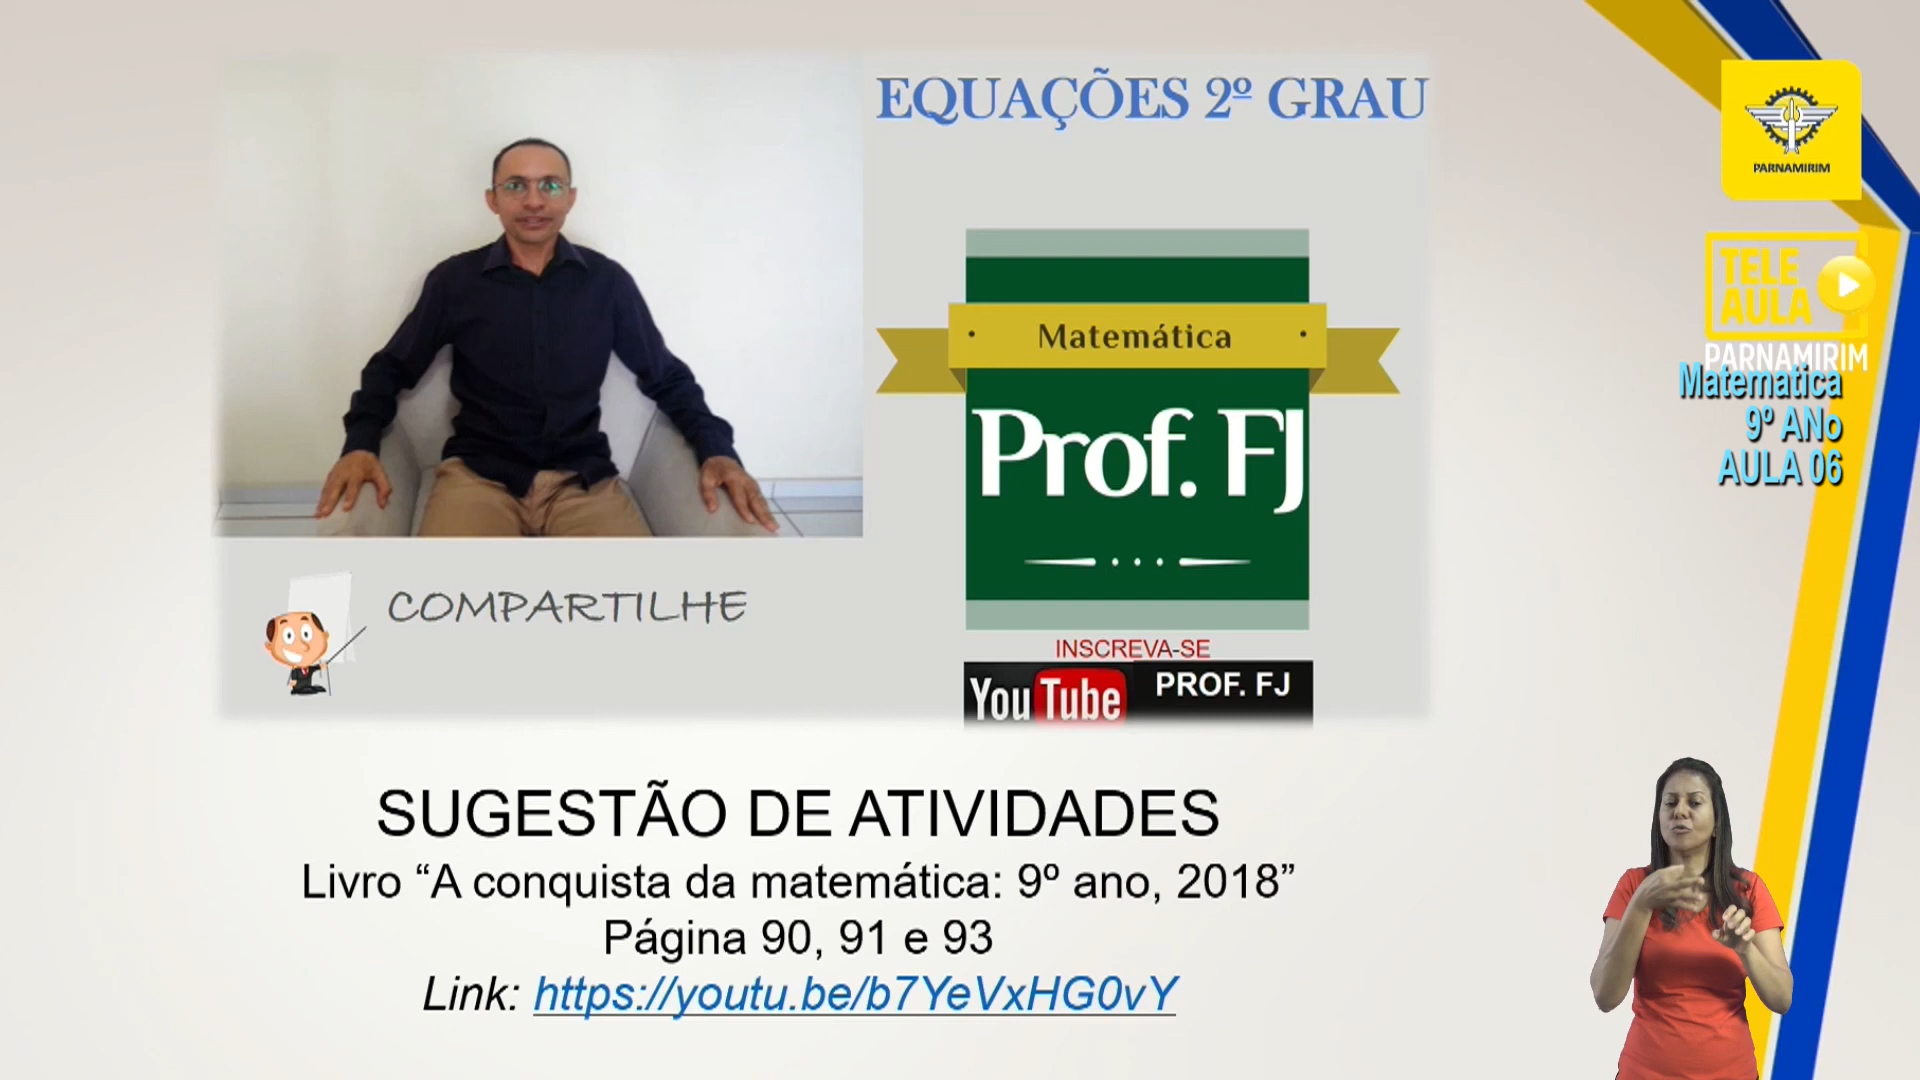 EQUAÇÕES 2º GRAU
PARNAMIRIM
TELE
AULA
PARNAMIRIM
Matematica
9º ANo
AULA 06
Matemática
Prof. FJ
COMPARTILHE
INSCREVA-SE
YouTube PROF. FJ
SUGESTÃO DE ATIVIDADES
Livro “A conquista da matemática: 9º ano, 2018”
Página 90, 91 e 93
Link: https://youtu.be/b7YeVxHG0vY